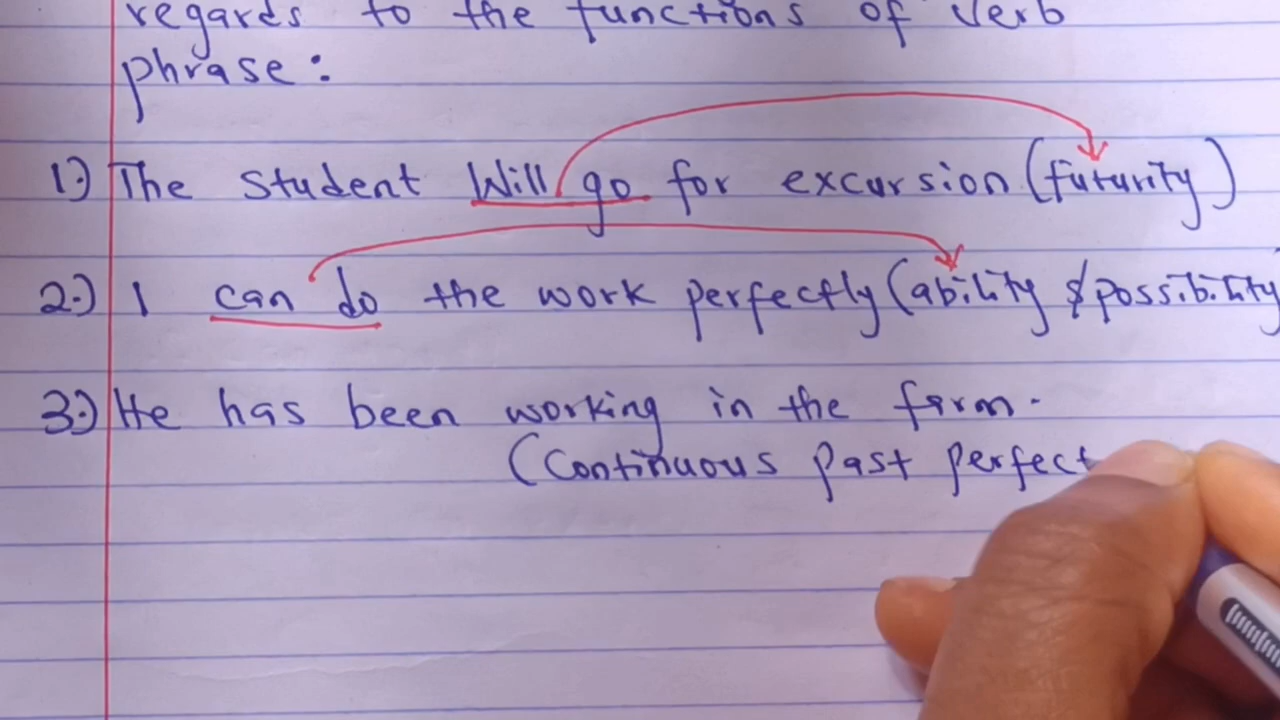 regards to the functions of verb
phrase:
1.) The student Will go for excursion (futurity)
2.) I can do the work perfectly (ability & possibility
3.) He has been working in the farm.
(Continuous past perfect